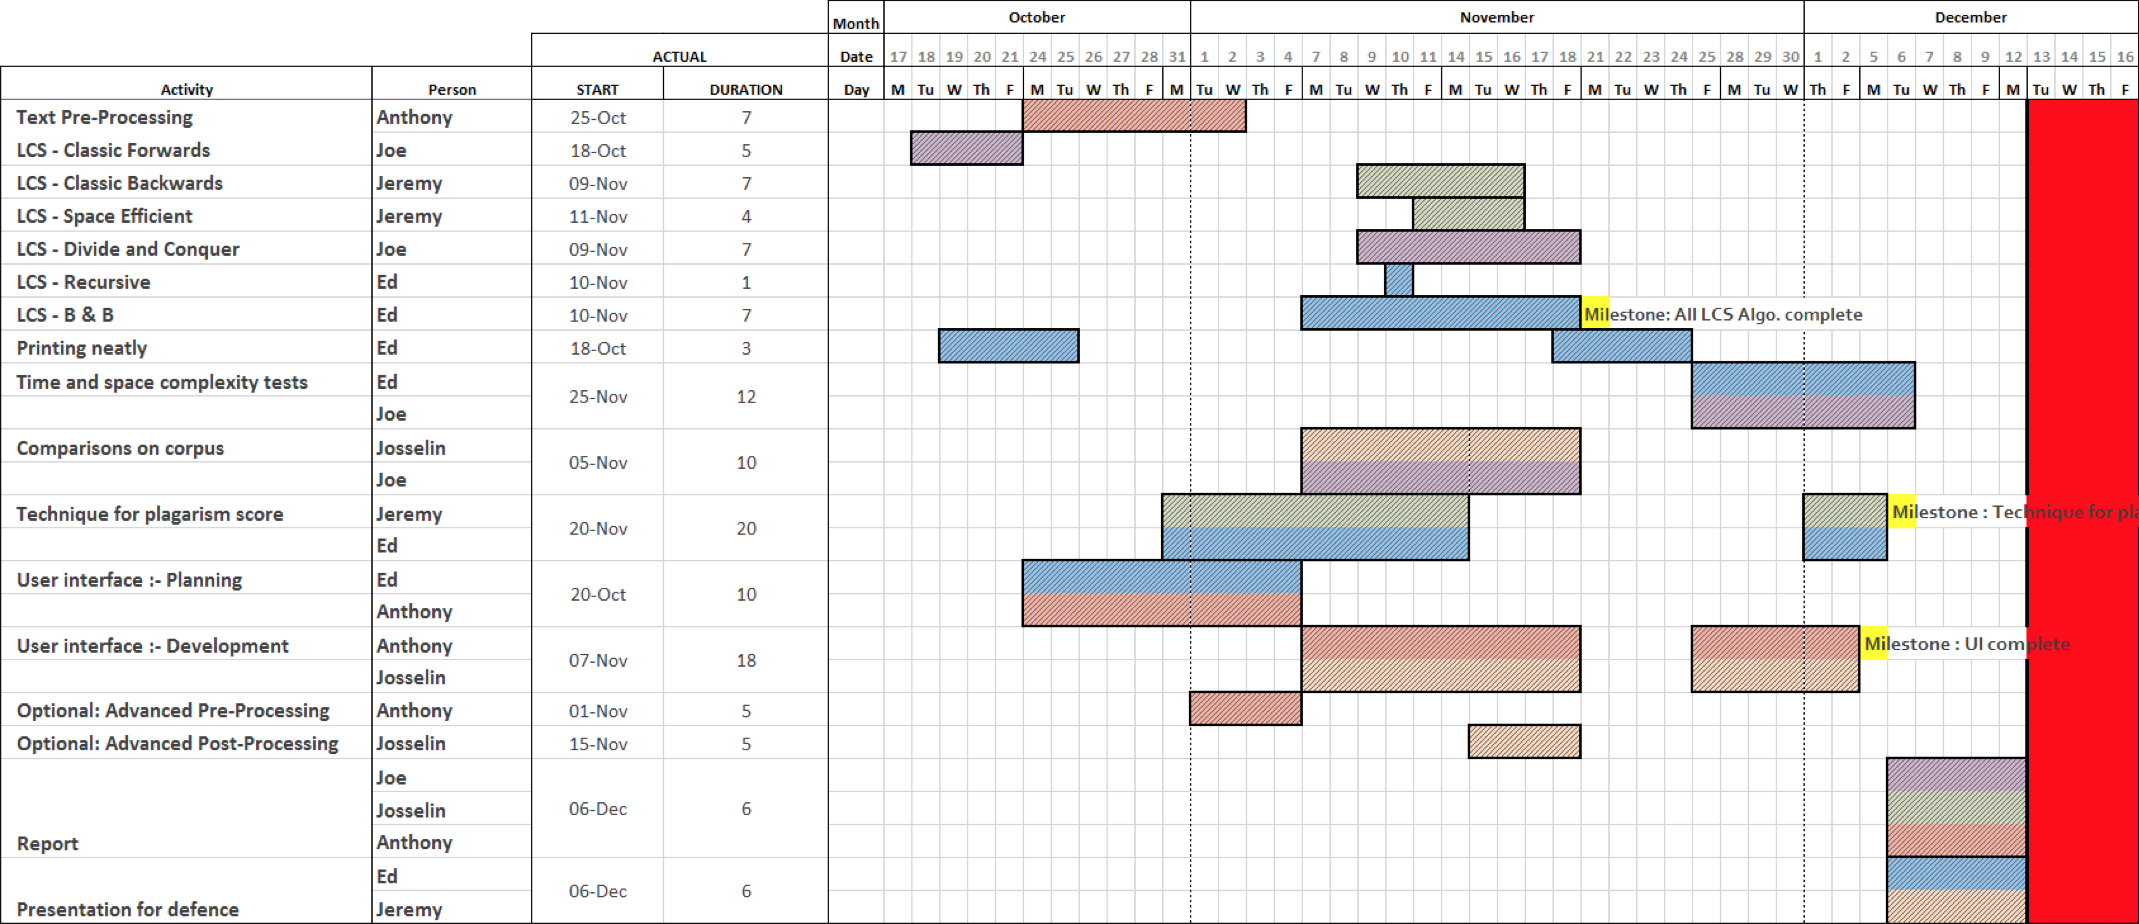 Month October November December
ACTUAL Date 17 18 19 20 21 24 25 26 27 28 31 1 2 3 4 7 8 9 10 11 14 15 16 17 18 21 22 23 24 25 28 29 30 1 2 5 6 7 8 9 12 13 14 15 16
Activity Person START DURATION Day M Tu W Th F M Tu W Th F M Tu W Th F M Tu W Th F M Tu W Th F M Tu W Th F M Tu W Th F M Tu W Th F M Tu W Th F
Text Pre-Processing Anthony 25-Oct 7
LCS - Classic Forwards Joe 18-Oct 5
LCS - Classic Backwards Jeremy 09-Nov 7
LCS - Space Efficient Jeremy 11-Nov 4
LCS - Divide and Conquer Joe 09-Nov 7
LCS - Recursive Ed 10-Nov 1
LCS - B & B Ed 10-Nov 7 Milestone: All LCS Algo. complete
Printing neatly Ed 18-Oct 3
Time and space complexity tests Ed
25-Nov 12
Joe
Comparisons on corpus Josselin
05-Nov 10
Joe
Technique for plagarism score Jeremy Milestone : Technique for pla
20-Nov 20
Ed
User interface :- Planning Ed
20-Oct 10
Anthony
User interface :- Development Anthony Milestone : UI complete
07-Nov 18
Josselin
Optional: Advanced Pre-Processing Anthony 01-Nov 5
Optional: Advanced Post-Processing Josselin 15-Nov 5
Joe
Josselin 06-Dec 6
Report Anthony
Ed
06-Dec 6
Presentation for defence Jeremy